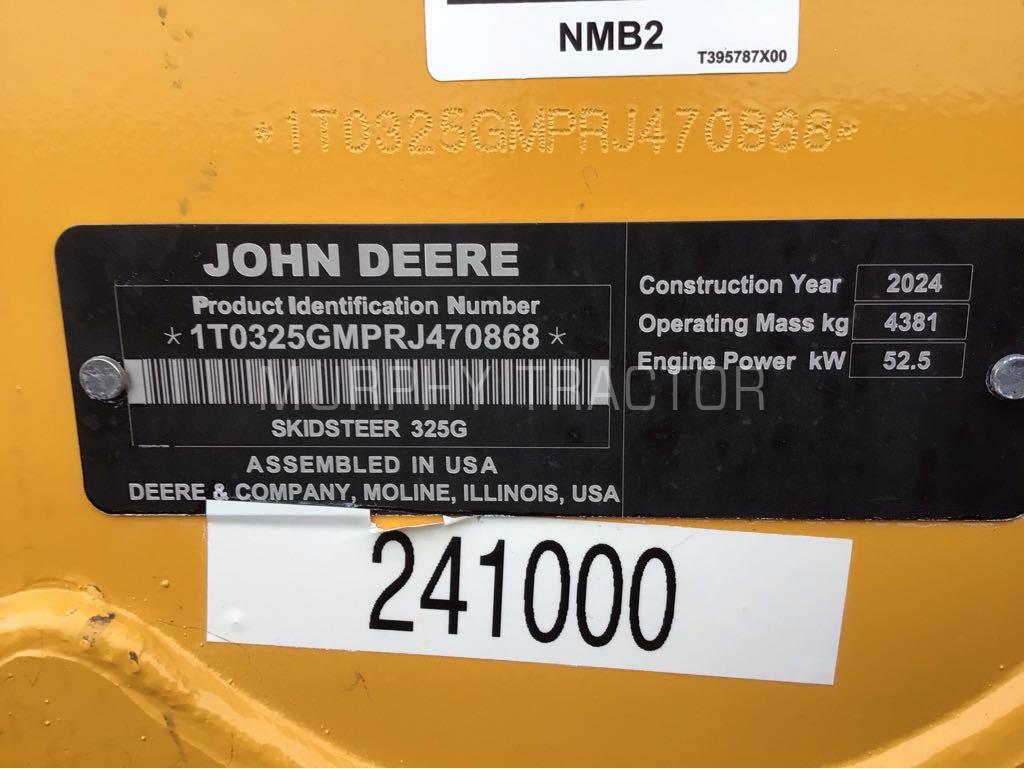 NMB2
T395787X00
*1T0325GMPRJ470868*
JOHN DEERE
Product Identification Number
*1T0325GMPRJ470868*
SKIDSTEER 325G
ASSEMBLED IN USA
DEERE & COMPANY, MOLINE, ILLINOIS, USA
Construction Year 2024
Operating Mass kg 4381
Engine Power kW 52.5
MURPHY TRACTOR
241000